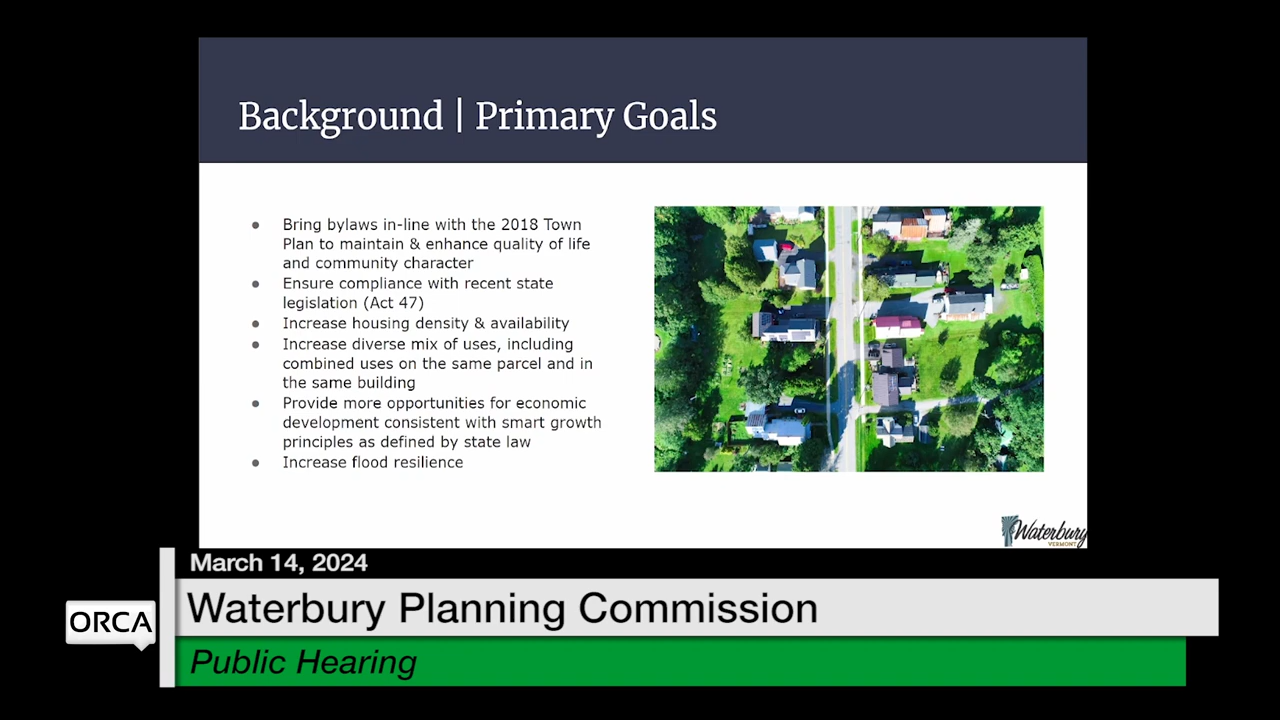 Background | Primary Goals
● Bring bylaws in-line with the 2018 Town
Plan to maintain & enhance quality of life
and community character
● Ensure compliance with recent state
legislation (Act 47)
● Increase housing density & availability
● Increase diverse mix of uses, including
combined uses on the same parcel and in
the same building
● Provide more opportunities for economic
development consistent with smart growth
principles as defined by state law
● Increase flood resilience
Waterbury
VERMONT
March 14, 2024
ORCA
Waterbury Planning Commission
Public Hearing